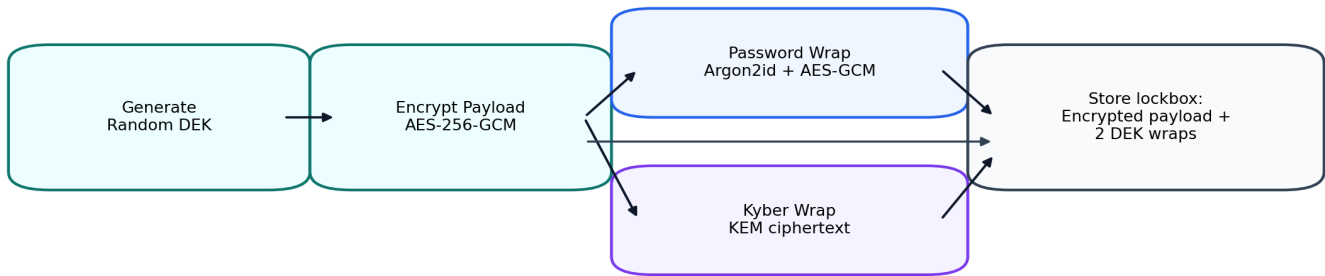 Generate
Random DEK
Encrypt Payload
AES-256-GCM
Password Wrap
Argon2id + AES-GCM
Kyber Wrap
KEM ciphertext
Store lockbox:
Encrypted payload +
2 DEK wraps